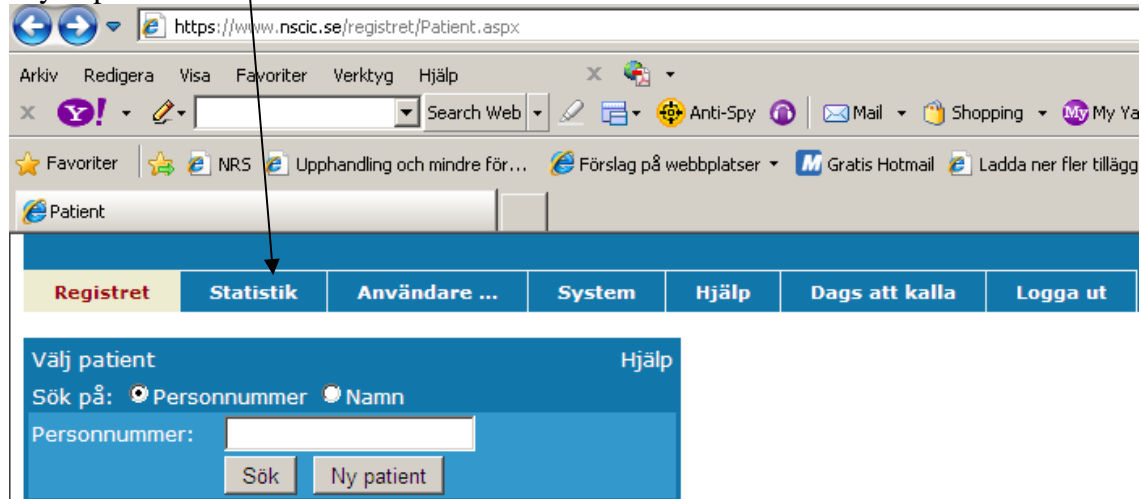 https://www.nscic.se/registret/Patient.aspx
Arkiv Redigera Visa Favoriter Verktyg Hjälp
Y! Search Web Anti-Spy Mail Shopping My My Ya
Favoriter NRS Upphandling och mindre för... Förslag på webbplatser Gratis Hotmail Ladda ner fler tillägg
Patient
Registret Statistik Användare ... System Hjälp Dags att kalla Logga ut
Välj patient Hjälp
Sök på: Personnummer Namn
Personnummer:
Sök Ny patient